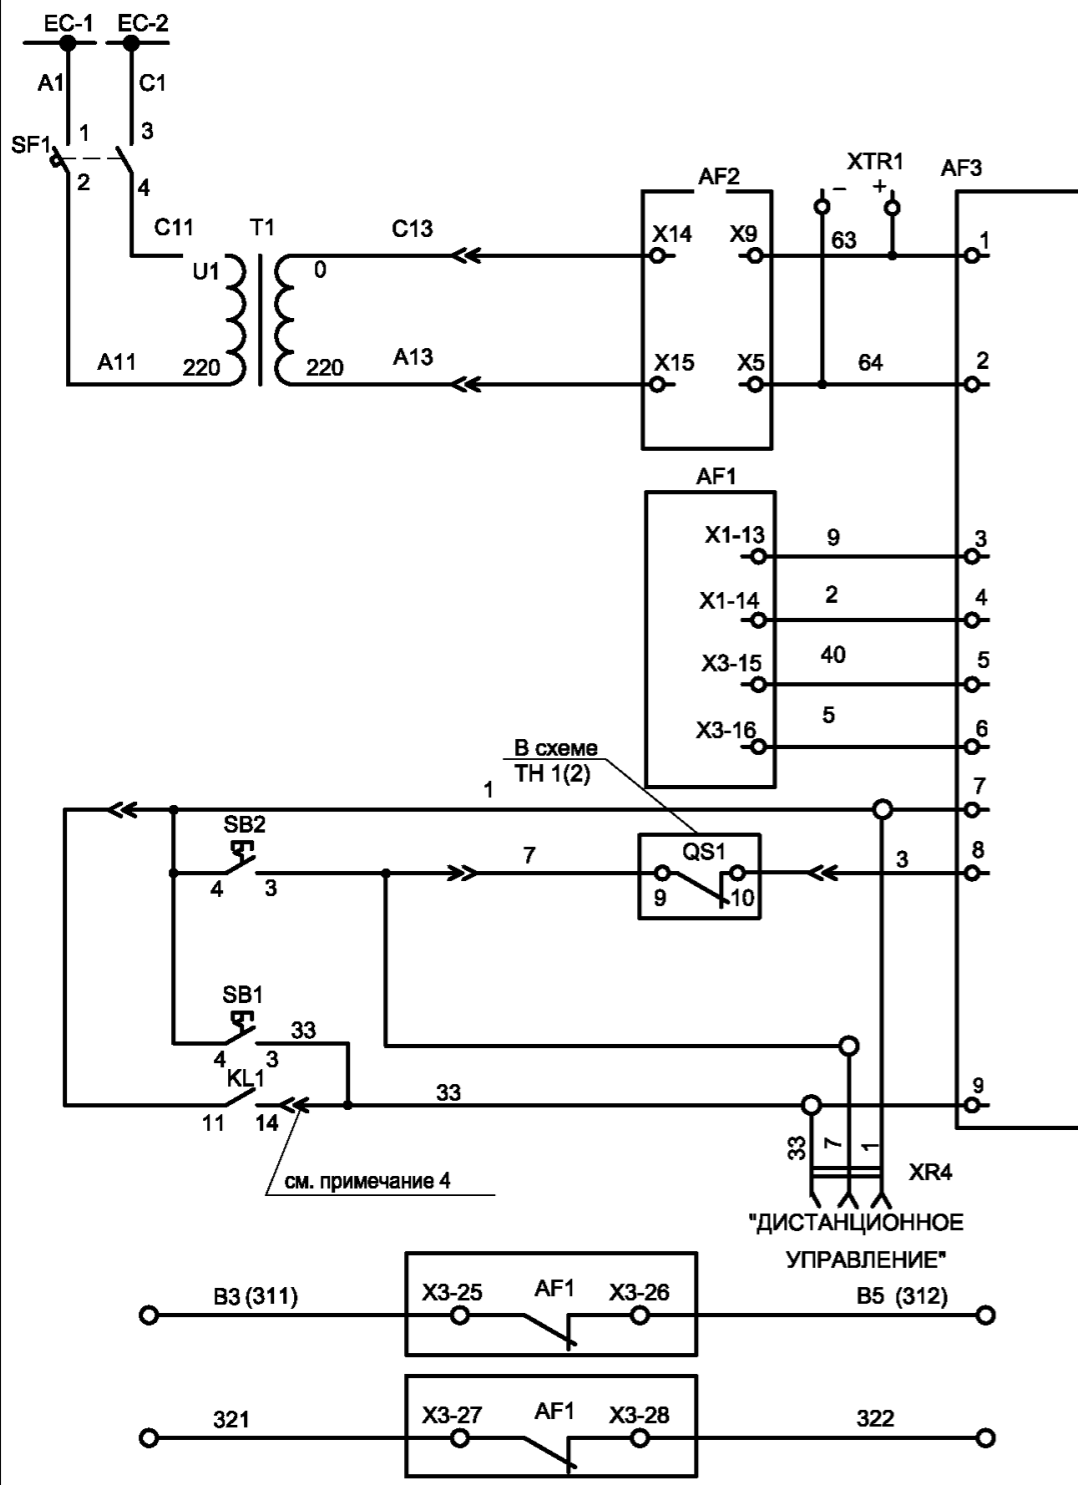 EC-1 EC-2
A1 C1
SF1 1 3
2 4
C11 T1 C13
U1 0
A11 220 220 A13
AF2 XTR1 AF3
− +
X14 X9 63 1
X15 X5 64 2
AF1
X1-13 9 3
X1-14 2 4
X3-15 40 5
X3-16 5 6
В схеме
ТН 1(2)
1 7
SB2 QS1 8
4 3 7 9 10 3
SB1
4 3 33
KL1
11 14 33 9
33 7 1
см. примечание 4
XR4
"ДИСТАНЦИОННОЕ
УПРАВЛЕНИЕ"
B3 (311) X3-25 AF1 X3-26 B5 (312)
321 X3-27 AF1 X3-28 322